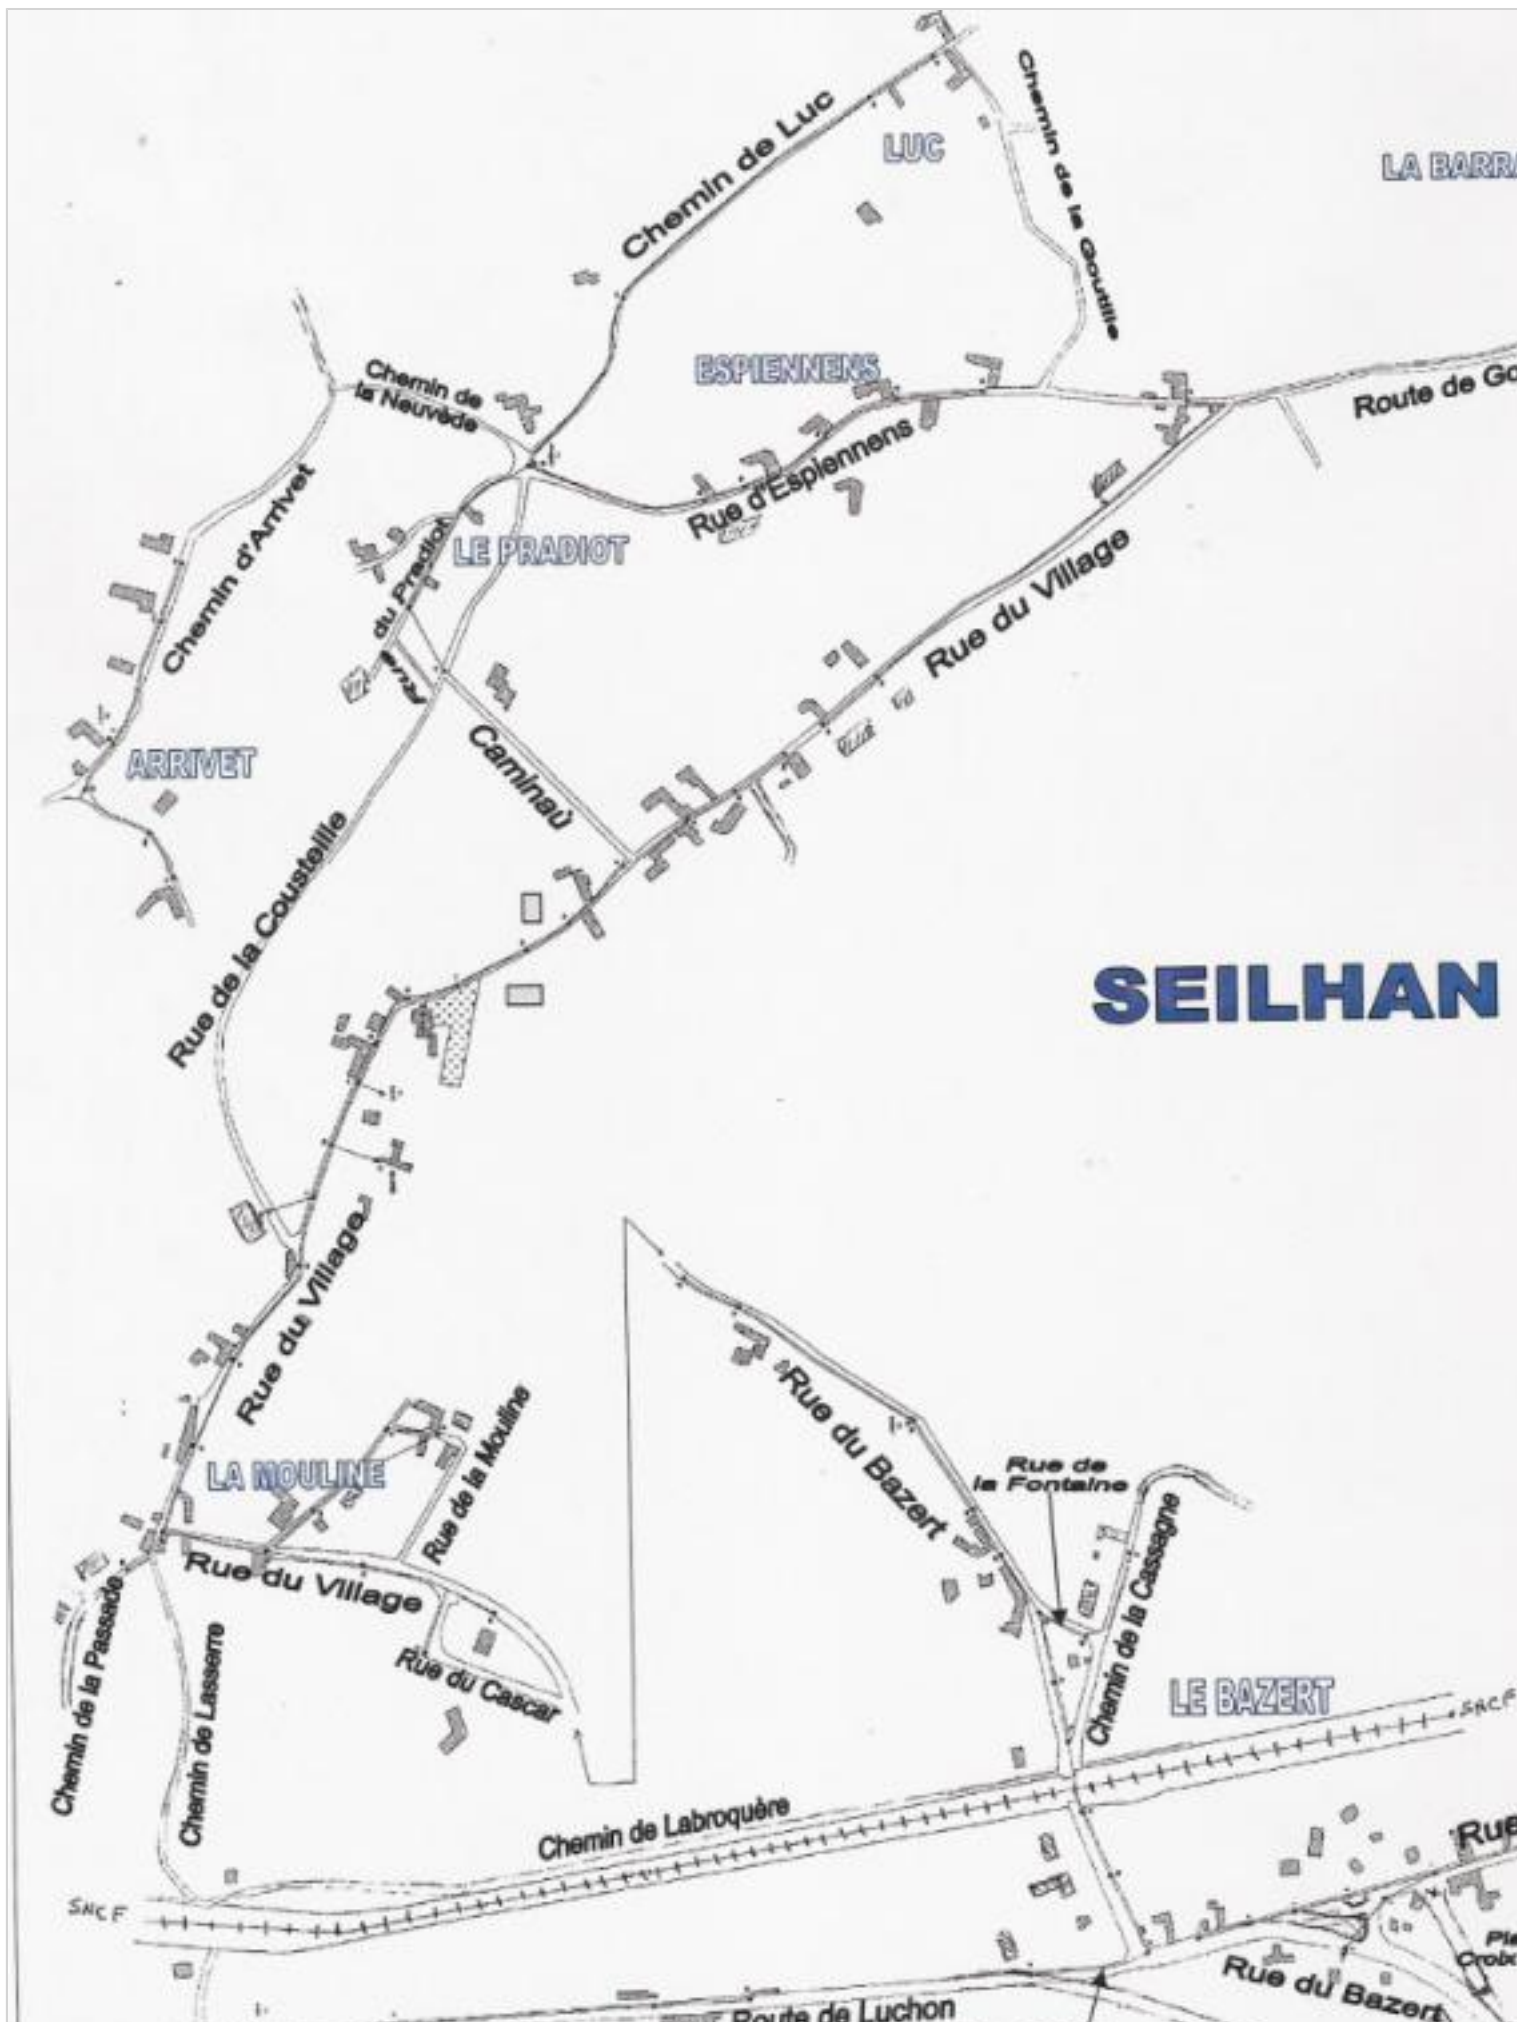 Chemin de Luc
LUC
Chemin de la Goutille
LA BARRA
Chemin de
la Neuvède
ESPIENNENS
Route de Go
Chemin d'Arrivet
Rue d'Espiennens
LE PRADIOT
Rue du Pradiot
Rue du Village
ARRIVET
Caminaù
Rue de la Cousteille
SEILHAN
Rue du Village
LA MOULINE
Rue de la Mouline
Rue du Bazert
Rue de
la Fontaine
Chemin de la Cassagne
Rue du Village
Chemin de la Passade
Chemin de Lasserre
Rue du Cascar
LE BAZERT
SNCF
Chemin de Labroquère
Rue
SNCF
Pla
Croix
Rue du Bazert
Route de Luchon